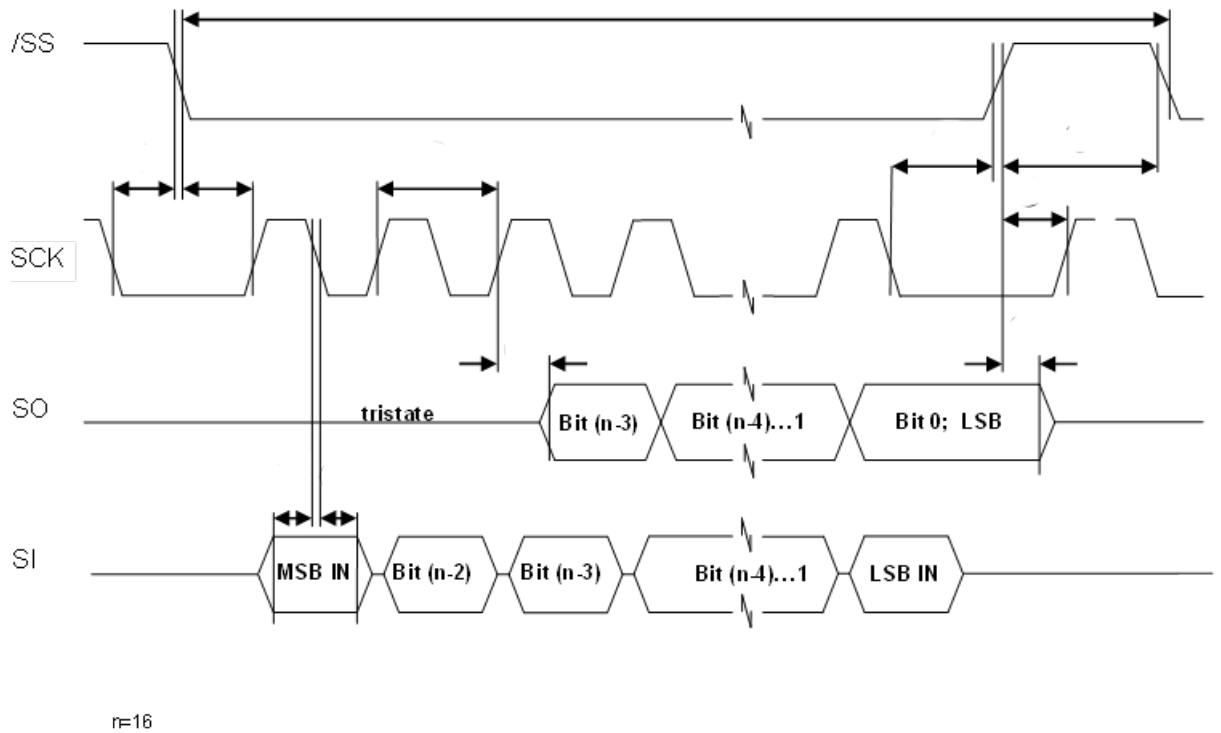 /SS
SCK
SO
tristate
Bit (n-3)
Bit (n-4)...1
Bit 0; LSB
SI
MSB IN
Bit (n-2)
Bit (n-3)
Bit (n-4)...1
LSB IN
n=16